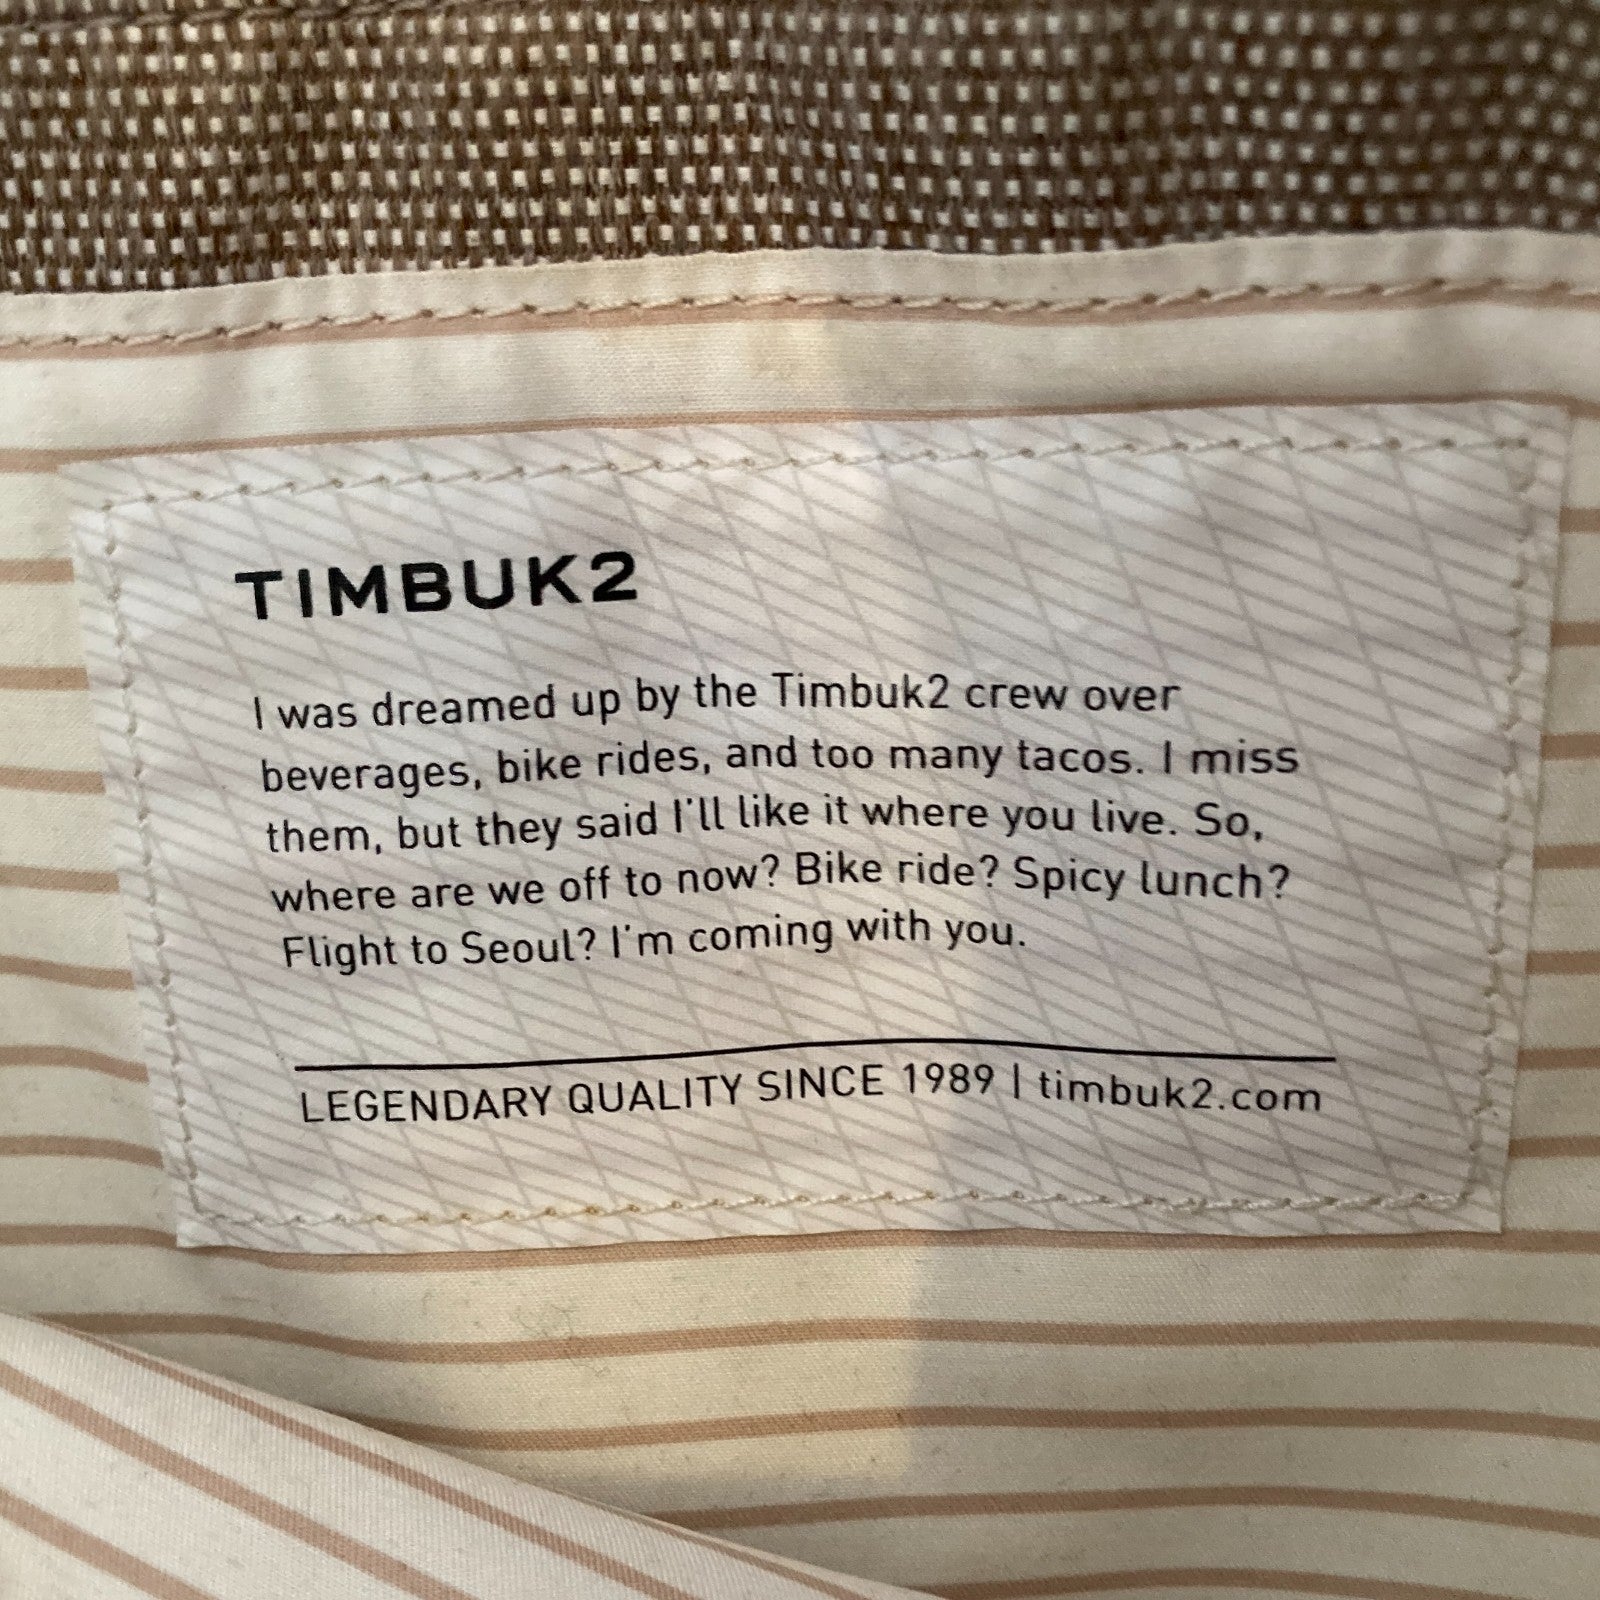 TIMBUK2
I was dreamed up by the Timbuk2 crew over
beverages, bike rides, and too many tacos. I miss
them, but they said I'll like it where you live. So,
where are we off to now? Bike ride? Spicy lunch?
Flight to Seoul? I'm coming with you.
LEGENDARY QUALITY SINCE 1989 | timbuk2.com